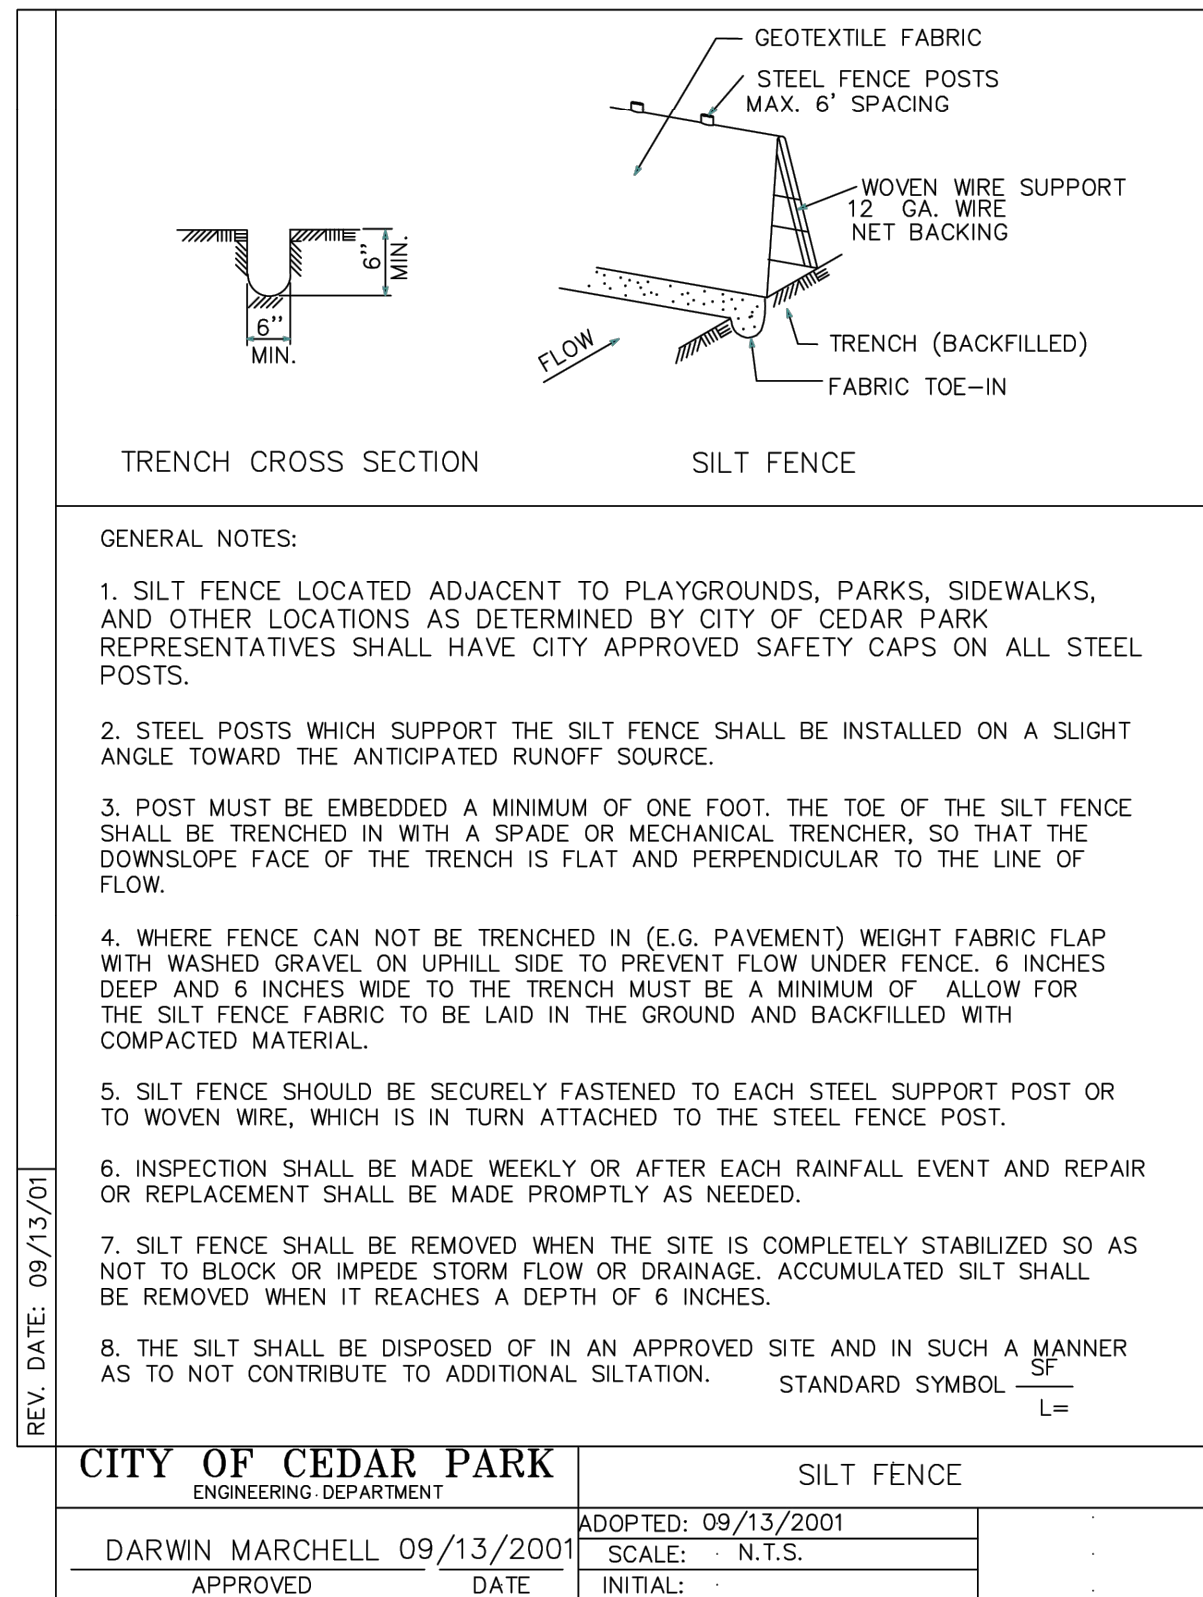 GEOTEXTILE FABRIC
STEEL FENCE POSTS
MAX. 6' SPACING
WOVEN WIRE SUPPORT
12 GA. WIRE
NET BACKING
6"
MIN.
6"
MIN.
FLOW
TRENCH (BACKFILLED)
FABRIC TOE-IN
TRENCH CROSS SECTION
SILT FENCE
GENERAL NOTES:
1. SILT FENCE LOCATED ADJACENT TO PLAYGROUNDS, PARKS, SIDEWALKS,
AND OTHER LOCATIONS AS DETERMINED BY CITY OF CEDAR PARK
REPRESENTATIVES SHALL HAVE CITY APPROVED SAFETY CAPS ON ALL STEEL
POSTS.
2. STEEL POSTS WHICH SUPPORT THE SILT FENCE SHALL BE INSTALLED ON A SLIGHT
ANGLE TOWARD THE ANTICIPATED RUNOFF SOURCE.
3. POST MUST BE EMBEDDED A MINIMUM OF ONE FOOT. THE TOE OF THE SILT FENCE
SHALL BE TRENCHED IN WITH A SPADE OR MECHANICAL TRENCHER, SO THAT THE
DOWNSLOPE FACE OF THE TRENCH IS FLAT AND PERPENDICULAR TO THE LINE OF
FLOW.
4. WHERE FENCE CAN NOT BE TRENCHED IN (E.G. PAVEMENT) WEIGHT FABRIC FLAP
WITH WASHED GRAVEL ON UPHILL SIDE TO PREVENT FLOW UNDER FENCE. 6 INCHES
DEEP AND 6 INCHES WIDE TO THE TRENCH MUST BE A MINIMUM OF ALLOW FOR
THE SILT FENCE FABRIC TO BE LAID IN THE GROUND AND BACKFILLED WITH
COMPACTED MATERIAL.
5. SILT FENCE SHOULD BE SECURELY FASTENED TO EACH STEEL SUPPORT POST OR
TO WOVEN WIRE, WHICH IS IN TURN ATTACHED TO THE STEEL FENCE POST.
6. INSPECTION SHALL BE MADE WEEKLY OR AFTER EACH RAINFALL EVENT AND REPAIR
OR REPLACEMENT SHALL BE MADE PROMPTLY AS NEEDED.
7. SILT FENCE SHALL BE REMOVED WHEN THE SITE IS COMPLETELY STABILIZED SO AS
NOT TO BLOCK OR IMPEDE STORM FLOW OR DRAINAGE. ACCUMULATED SILT SHALL
BE REMOVED WHEN IT REACHES A DEPTH OF 6 INCHES.
8. THE SILT SHALL BE DISPOSED OF IN AN APPROVED SITE AND IN SUCH A MANNER
AS TO NOT CONTRIBUTE TO ADDITIONAL SILTATION.
STANDARD SYMBOL SF
L=
REV. DATE: 09/13/01
CITY OF CEDAR PARK
ENGINEERING DEPARTMENT
SILT FENCE
DARWIN MARCHELL 09/13/2001
APPROVED DATE
ADOPTED: 09/13/2001
SCALE: N.T.S.
INITIAL: